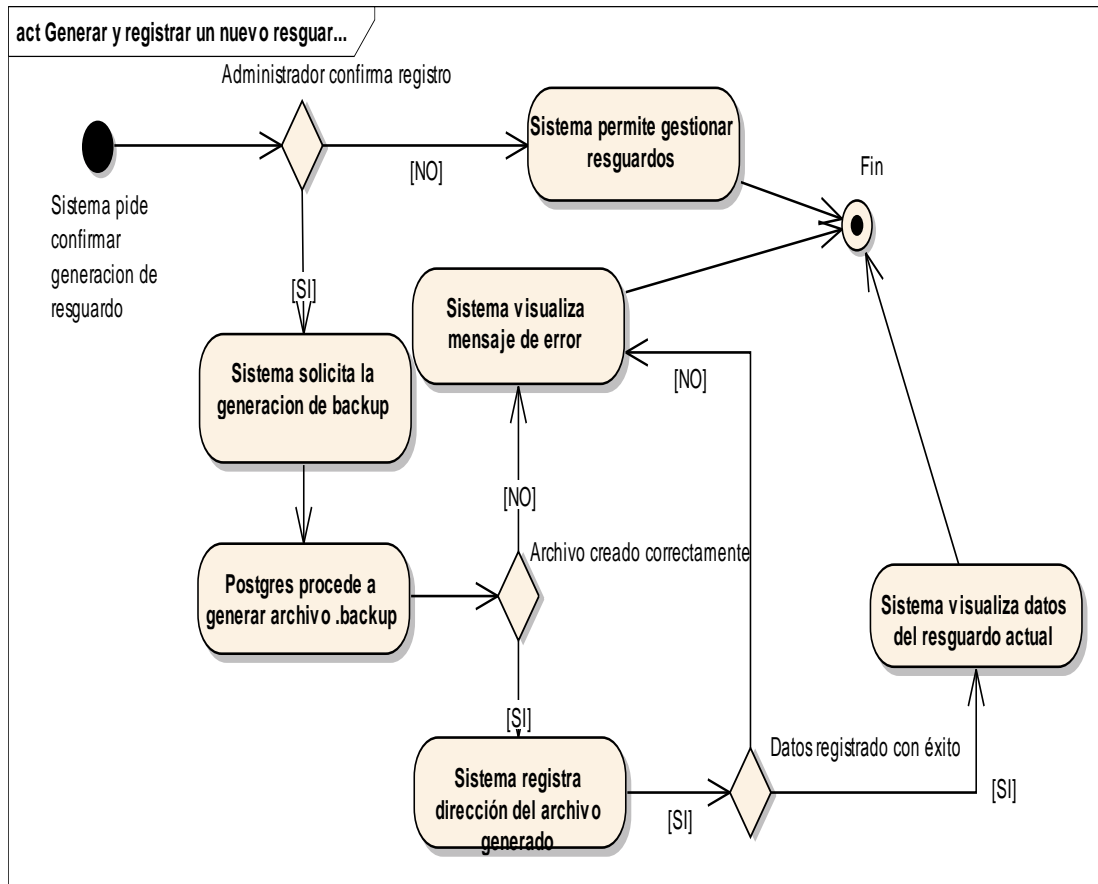 act Generar y registrar un nuevo resguar...
Administrador confirma registro
Sistema permite gestionar
resguardos
[NO]
Fin
Sistema pide
confirmar
generacion de
resguardo
[SI]
Sistema visualiza
mensaje de error
Sistema solicita la
generacion de backup
[NO]
[NO]
Archivo creado correctamente
Postgres procede a
generar archivo .backup
Sistema visualiza datos
del resguardo actual
[SI]
Datos registrado con éxito
Sistema registra
dirección del archivo
generado
[SI]
[SI]